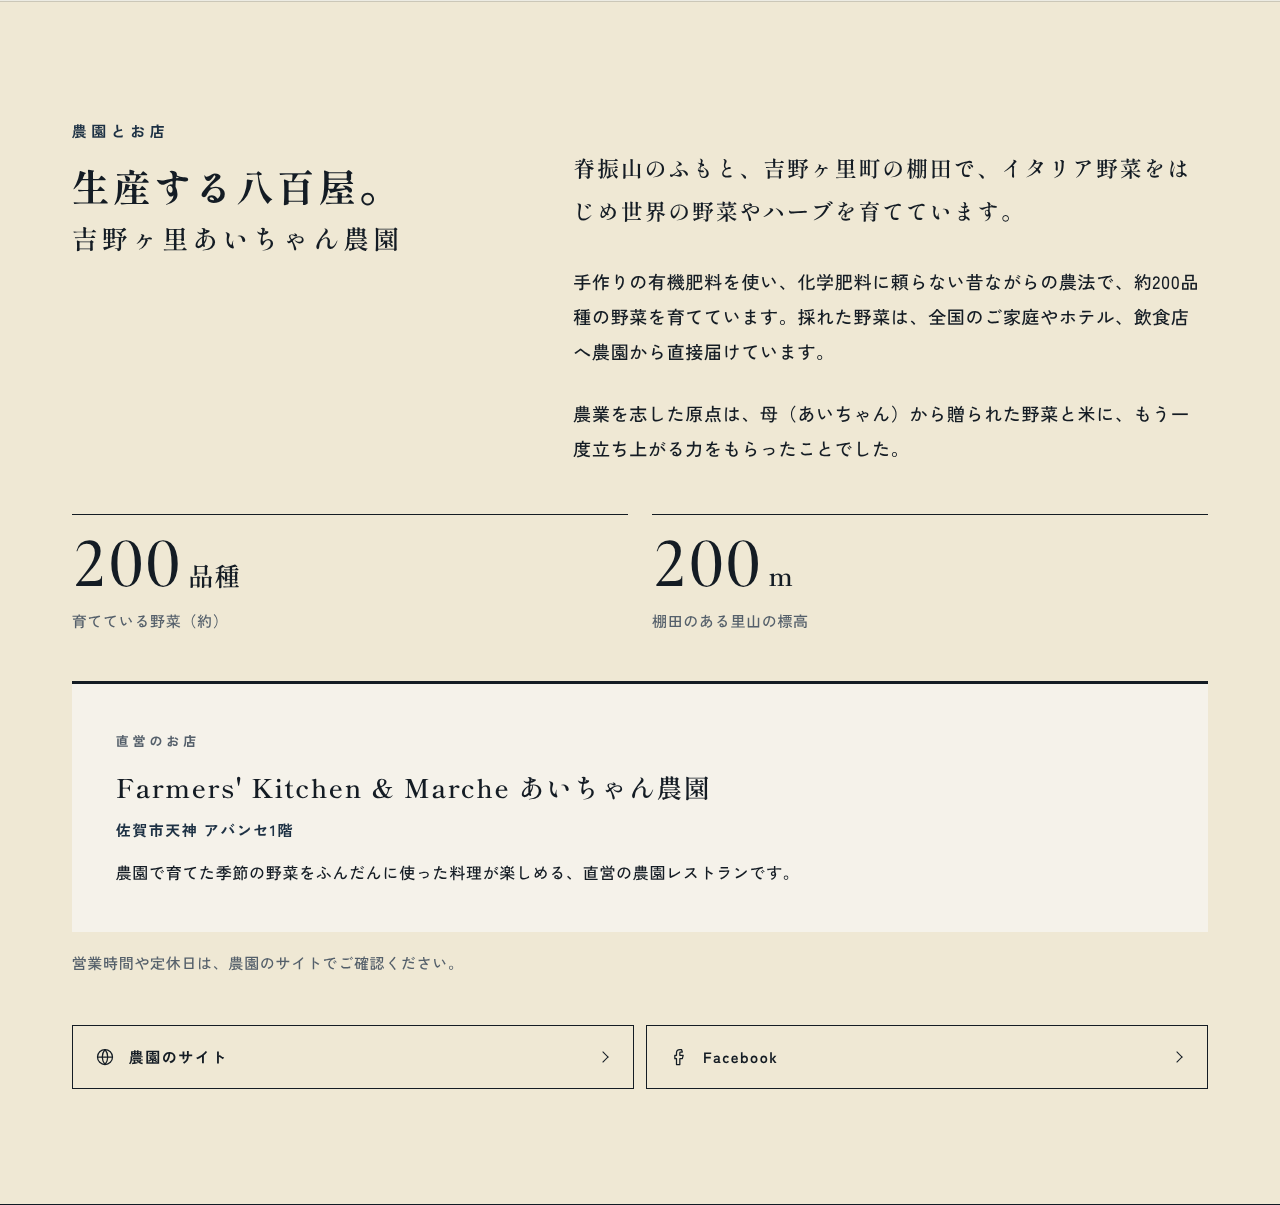 農園とお店
生産する八百屋。
吉野ヶ里あいちゃん農園
脊振山のふもと、吉野ヶ里町の棚田で、イタリア野菜をは
じめ世界の野菜やハーブを育てています。
手作りの有機肥料を使い、化学肥料に頼らない昔ながらの農法で、約200品
種の野菜を育てています。採れた野菜は、全国のご家庭やホテル、飲食店
へ農園から直接届けています。
農業を志した原点は、母（あいちゃん）から贈られた野菜と米に、もう一
度立ち上がる力をもらったことでした。
200 品種
育てている野菜（約）
200 m
棚田のある里山の標高
直営のお店
Farmers' Kitchen & Marche あいちゃん農園
佐賀市天神 アバンセ1階
農園で育てた季節の野菜をふんだんに使った料理が楽しめる、直営の農園レストランです。
営業時間や定休日は、農園のサイトでご確認ください。
農園のサイト
Facebook